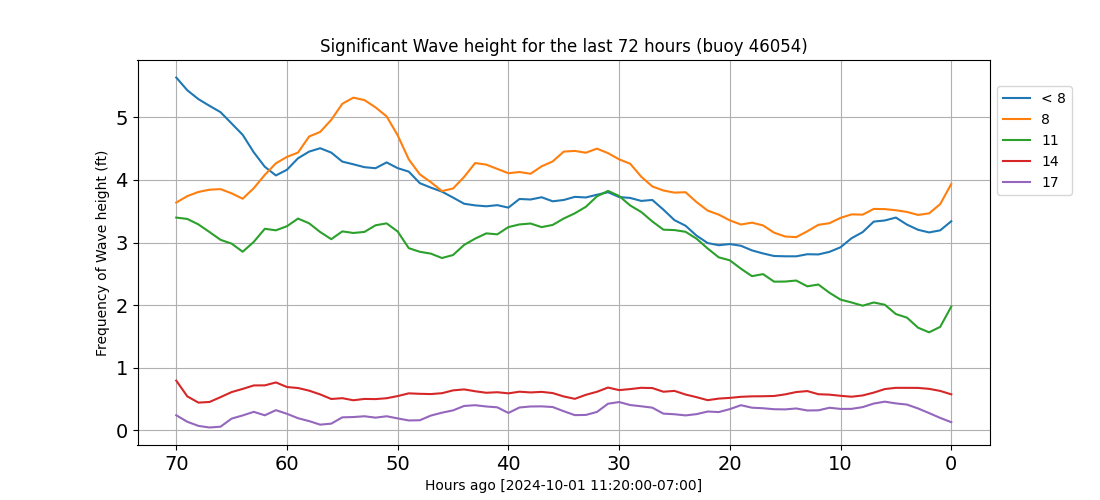 Significant Wave height for the last 72 hours (buoy 46054)
Frequency of Wave height (ft)
5
4
3
2
1
0
70 60 50 40 30 20 10 0
Hours ago [2024-10-01 11:20:00-07:00]
< 8
8
11
14
17